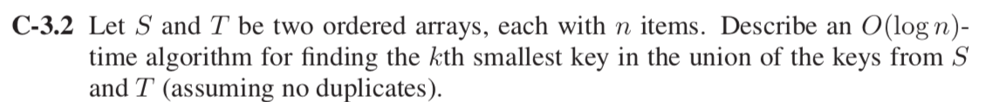 C-3.2 Let S and T be two ordered arrays, each with n items. Describe an O(log n)-
time algorithm for finding the kth smallest key in the union of the keys from S
and T (assuming no duplicates).